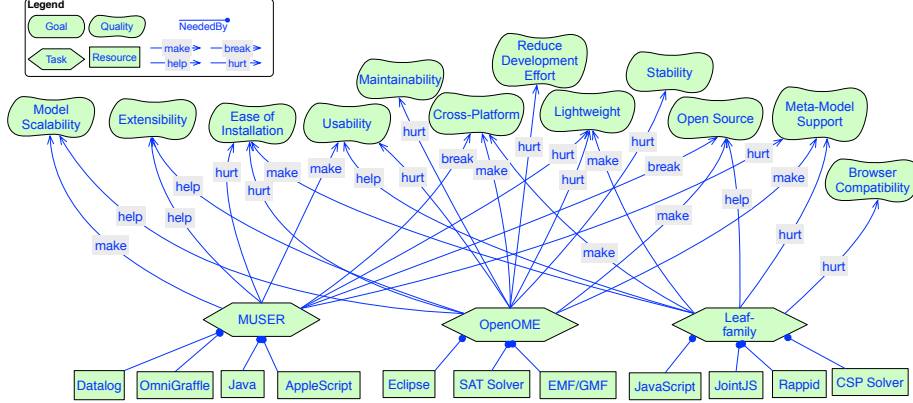 Legend
Goal
Quality
NeededBy
Task
Resource
make
break
help
hurt
Model
Scalability
Extensibility
Ease of
Installation
Usability
Maintainability
Cross-Platform
Reduce
Development
Effort
Lightweight
Stability
Open Source
Meta-Model
Support
Browser
Compatibility
hurt
hurt
hurt
hurt
make
make
break
hurt
make
break
hurt
help
hurt
help
hurt
make
hurt
make
help
help
help
make
help
make
hurt
make
hurt
MUSER
OpenOME
Leaf-
family
Datalog
OmniGraffle
Java
AppleScript
Eclipse
SAT Solver
EMF/GMF
JavaScript
JointJS
Rappid
CSP Solver